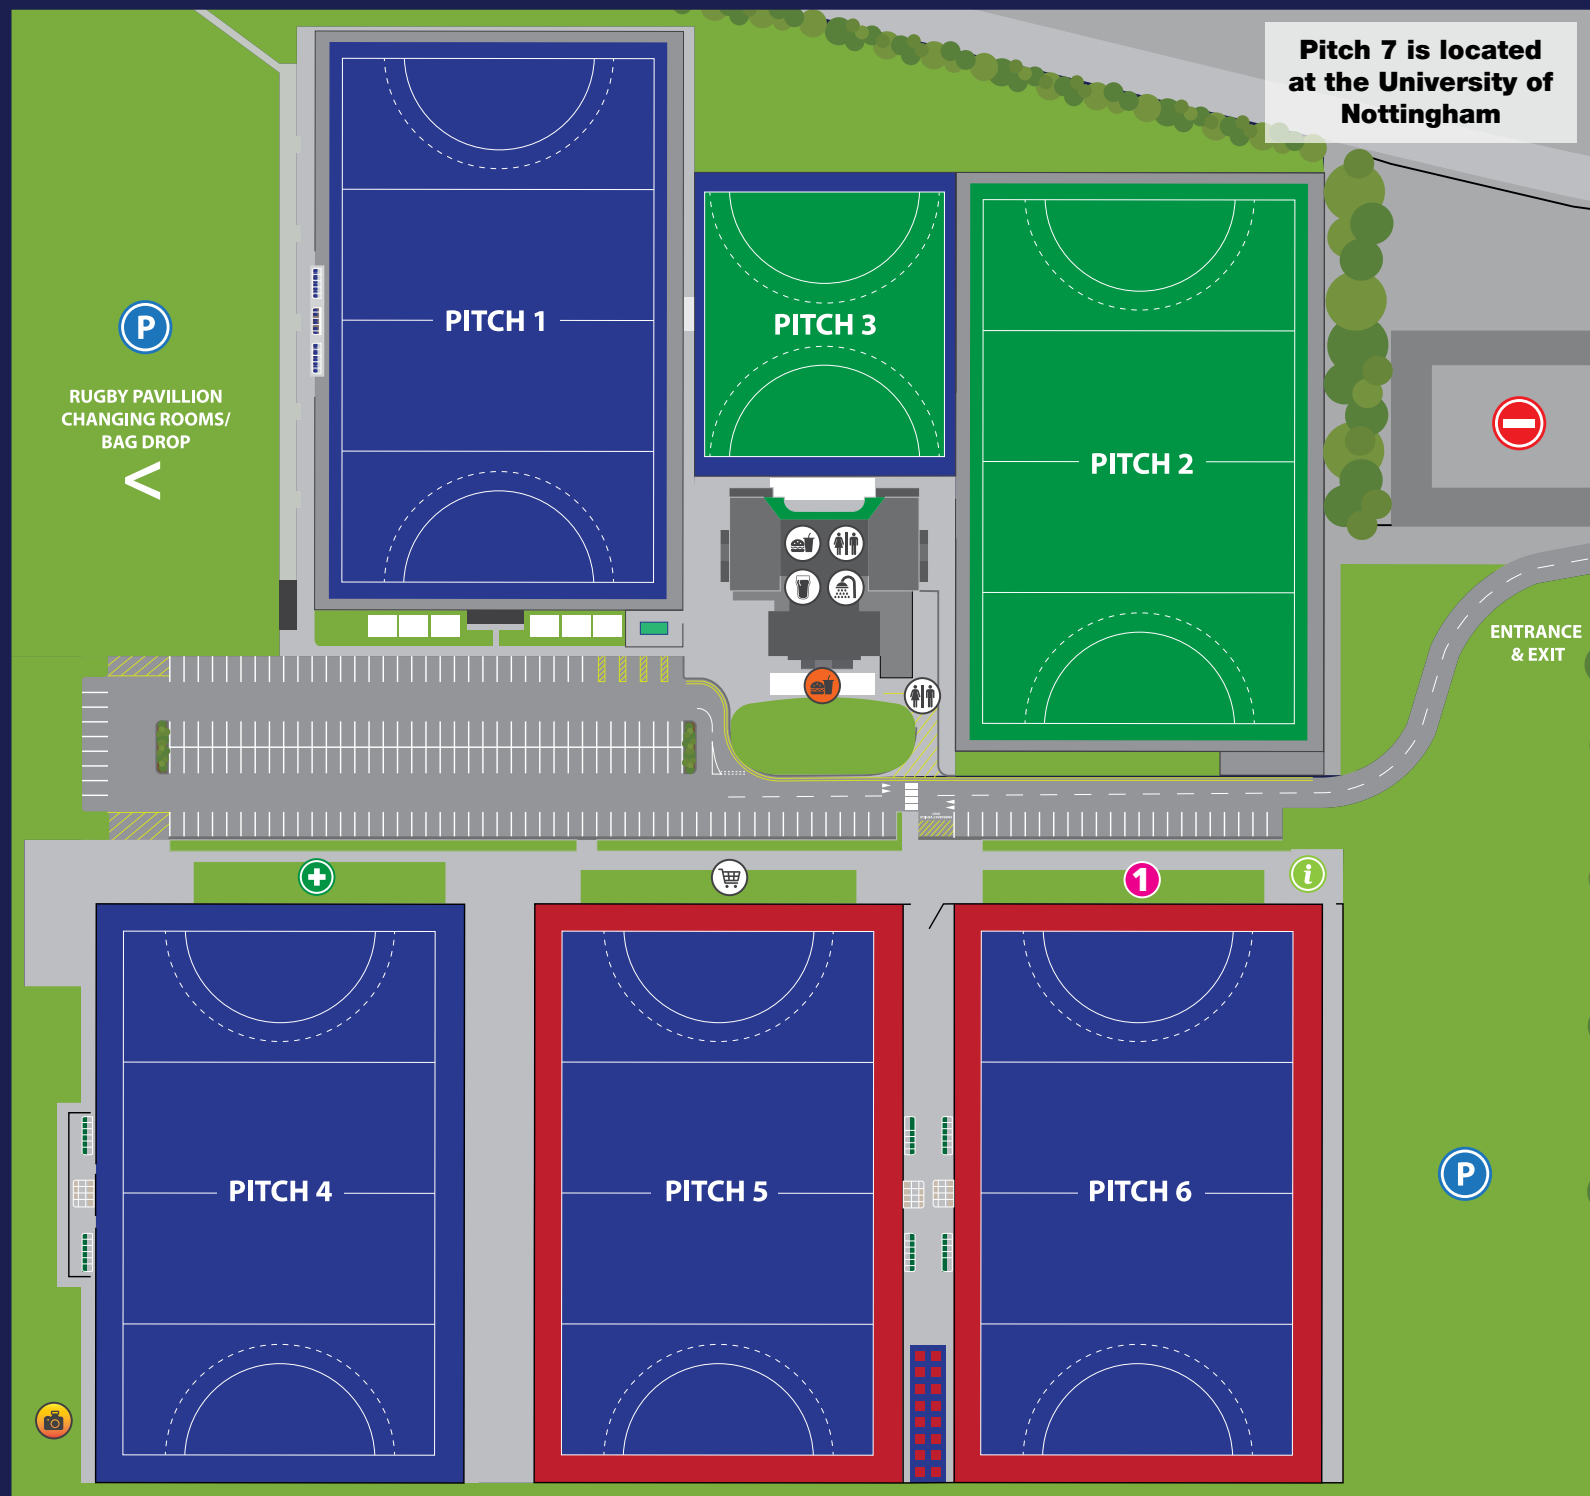 Pitch 7 is located
at the University of
Nottingham
PITCH 1
PITCH 3
PITCH 2
P
RUGBY PAVILLION
CHANGING ROOMS/
BAG DROP
<
ENTRANCE
& EXIT
1
i
PITCH 4
PITCH 5
PITCH 6
P